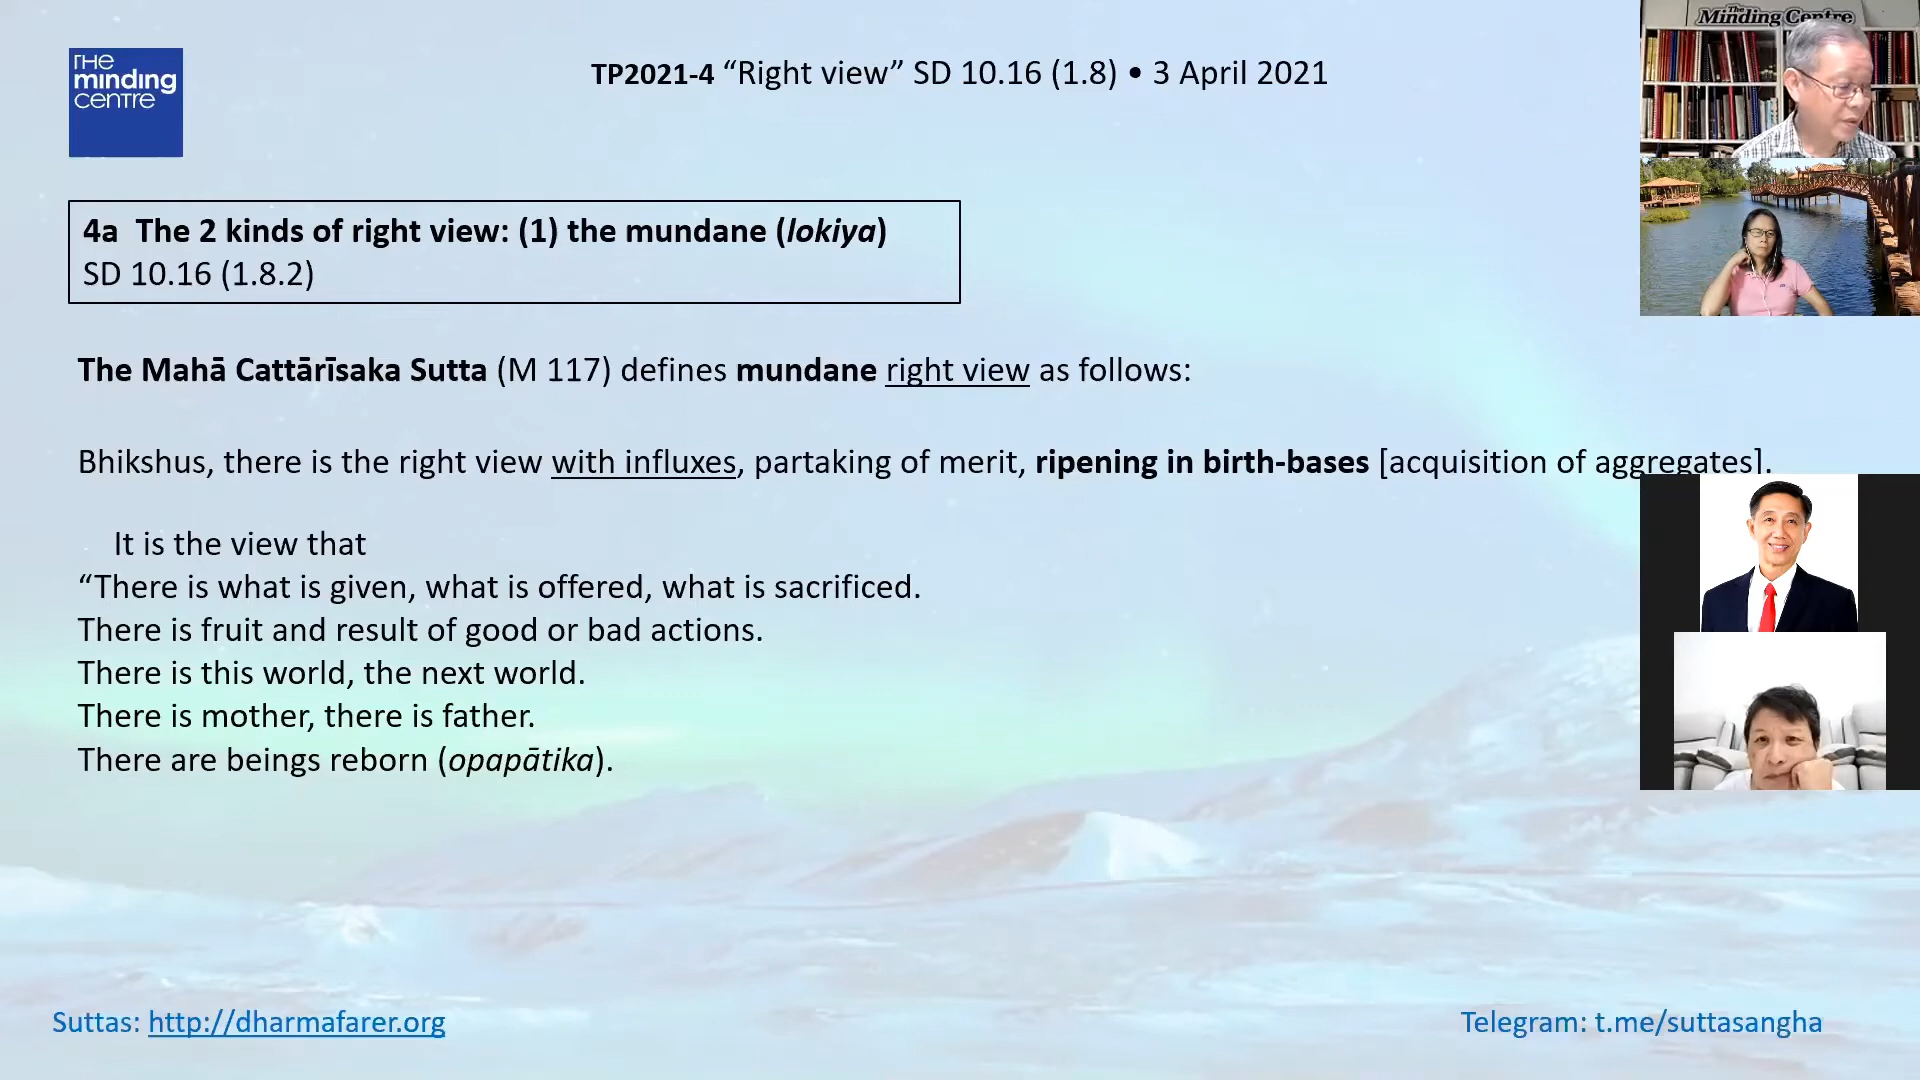 THE
minding
centre
TP2021-4 “Right view” SD 10.16 (1.8) • 3 April 2021
The
Minding Centre
4a  The 2 kinds of right view: (1) the mundane (lokiya)
SD 10.16 (1.8.2)
The Mahā Cattārīsaka Sutta (M 117) defines mundane right view as follows:
Bhikshus, there is the right view with influxes, partaking of merit, ripening in birth-bases [acquisition of aggregates].
It is the view that
“There is what is given, what is offered, what is sacrificed.
There is fruit and result of good or bad actions.
There is this world, the next world.
There is mother, there is father.
There are beings reborn (opapātika).
Suttas: http://dharmafarer.org
Telegram: t.me/suttasangha